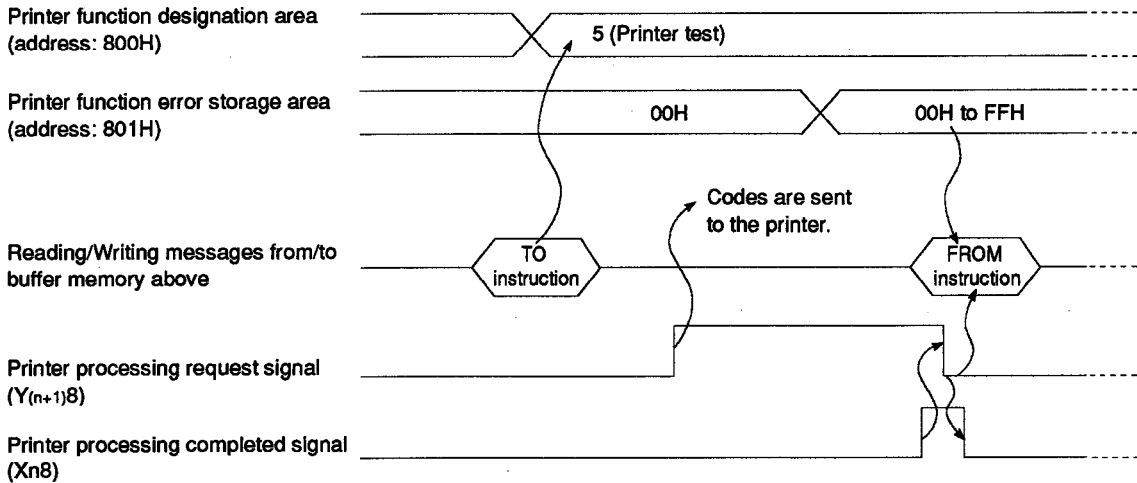 Printer function designation area
(address: 800H)
5 (Printer test)
Printer function error storage area
(address: 801H)
00H
00H to FFH
Codes are sent
to the printer.
Reading/Writing messages from/to
buffer memory above
TO
instruction
FROM
instruction
Printer processing request signal
(Y(n+1)8)
Printer processing completed signal
(Xn8)